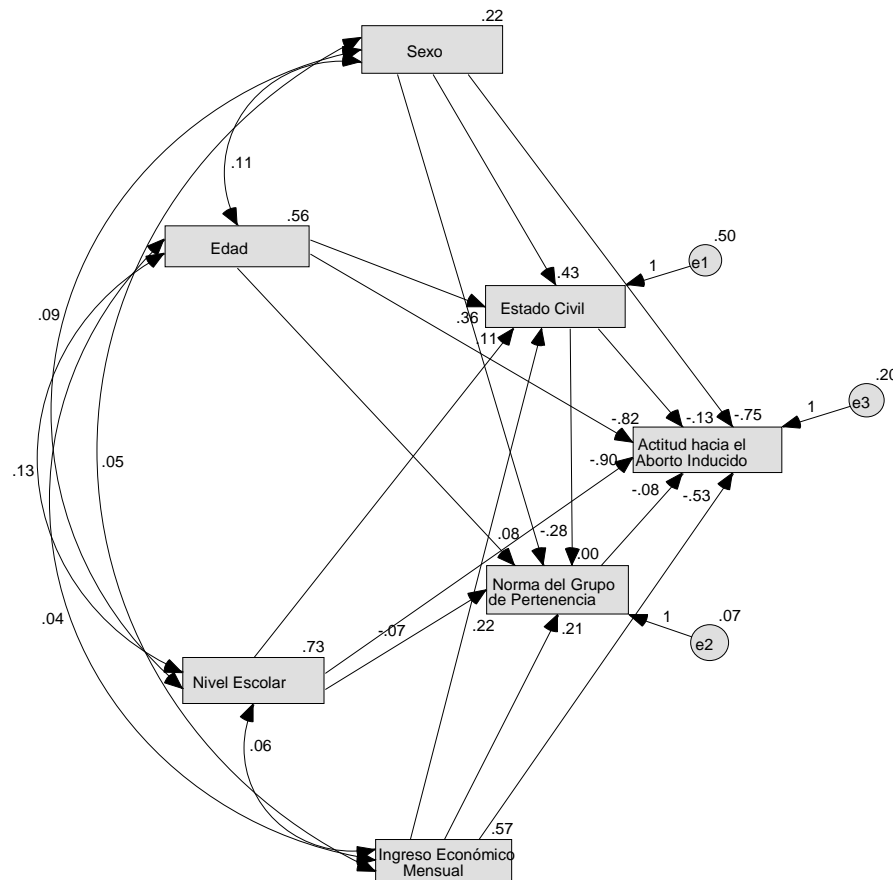 .22
Sexo
.11
.56
Edad
.50
e1
1
.43
Estado Civil
.36
.11
.09
.20
e3
1
-.82
-.13
-.75
Actitud hacia el
Aborto Inducido
-.90
.05
.13
-.08
-.53
.08
-.28
.00
Norma del Grupo
de Pertenencia
.07
e2
1
.04
.73
-.07
.22
.21
Nivel Escolar
.06
.57
Ingreso Económico
Mensual